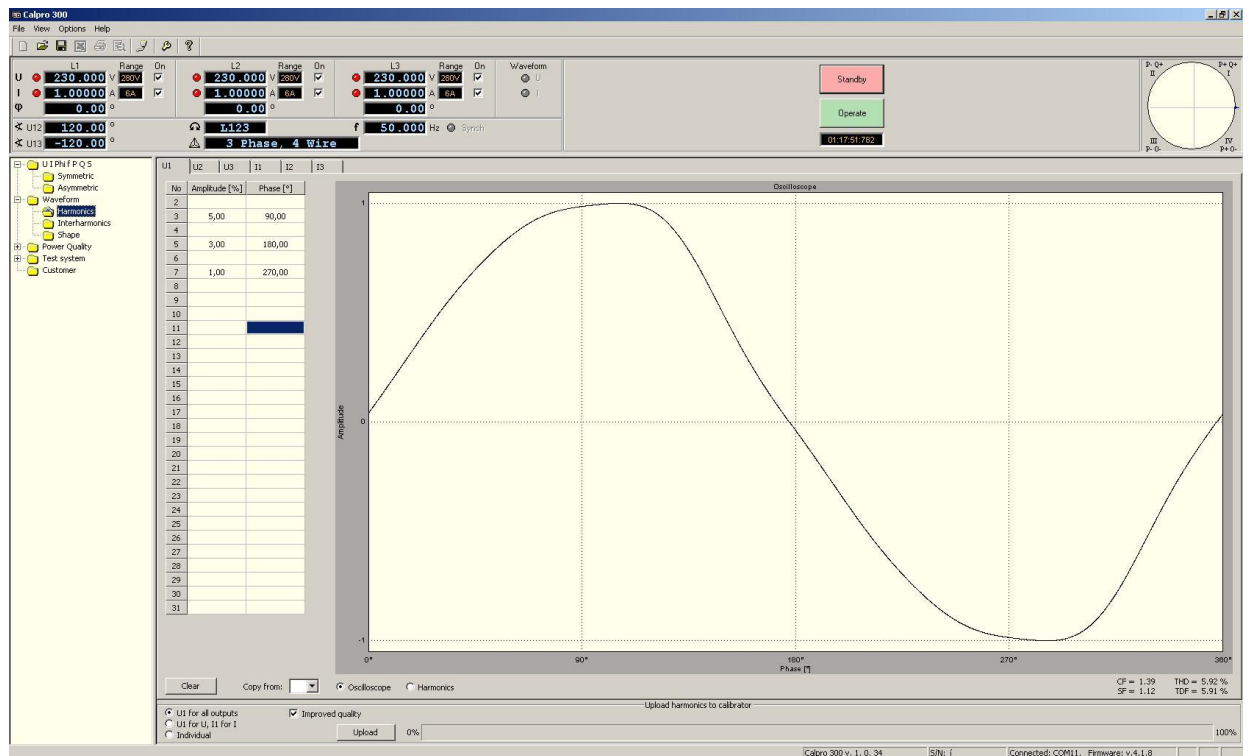 Calpro 300
File View Options Help
L1 Range On L2 Range On L3 Range On Waveform
U 230.000 V 280V 230.000 V 280V 230.000 V 280V U
I 1.00000 A 6A 1.00000 A 6A 1.00000 A 6A I
φ 0.00 ° 0.00 ° 0.00 °
U12 120.00 ° L123 f 50.000 Hz Synch
U13 -120.00 ° 3 Phase, 4 Wire
Standby
Operate
01:17:51:782
P- Q+ P+ Q+
II I
III IV
P- Q- P+ Q-
U I Phi f P Q S
Symmetric
Asymmetric
Waveform
Harmonics
Interharmonics
Shape
Power Quality
Test system
Customer
U1 U2 U3 I1 I2 I3
No Amplitude [%] Phase [°]
2
3 5,00 90,00
4
5 3,00 180,00
6
7 1,00 270,00
8
9
10
11
12
13
14
15
16
17
18
19
20
21
22
23
24
25
26
27
28
29
30
31
Oscilloscope
1
0
-1
Amplitude
0° 90° 180° 270° 360°
Phase [°]
Clear Copy from: Oscilloscope Harmonics
CF = 1.39 THD = 5.92 %
SF = 1.12 TDF = 5.91 %
Upload harmonics to calibrator
U1 for all outputs Improved quality
U1 for U, I1 for I
Individual Upload 0% 100%
Calpro 300 v. 1. 0. 34 S/N: Connected: COM11. Firmware: v.4.1.8